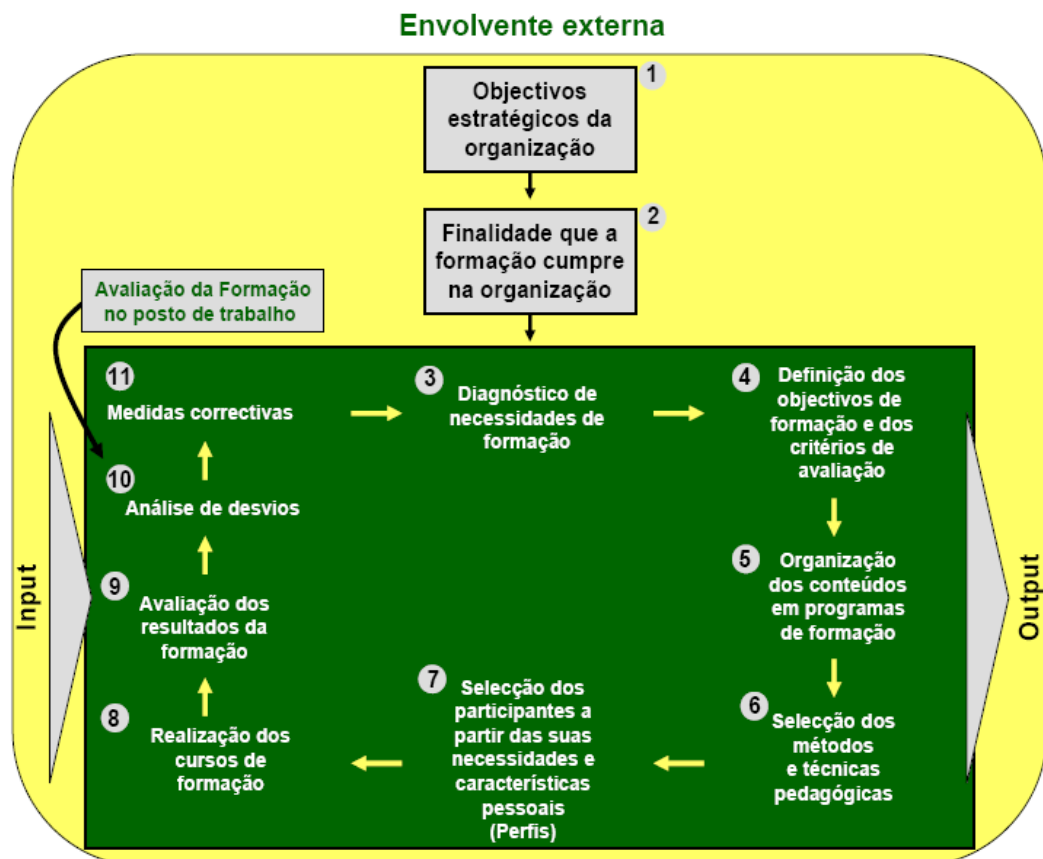 Envolvente externa
1
Objectivos
estratégicos da
organização
2
Finalidade que a
formação cumpre
na organização
Avaliação da Formação
no posto de trabalho
11
Medidas correctivas
3
Diagnóstico de
necessidades de
formação
4
Definição dos
objectivos de
formação e dos
critérios de
avaliação
5
Organização
dos conteúdos
em programas
de formação
6
Selecção dos
métodos
e técnicas
pedagógicas
7
Selecção dos
participantes a
partir das suas
necessidades e
características
pessoais
(Perfis)
8
Realização dos
cursos de
formação
9
Avaliação dos
resultados da
formação
10
Análise de desvios
Input
Output